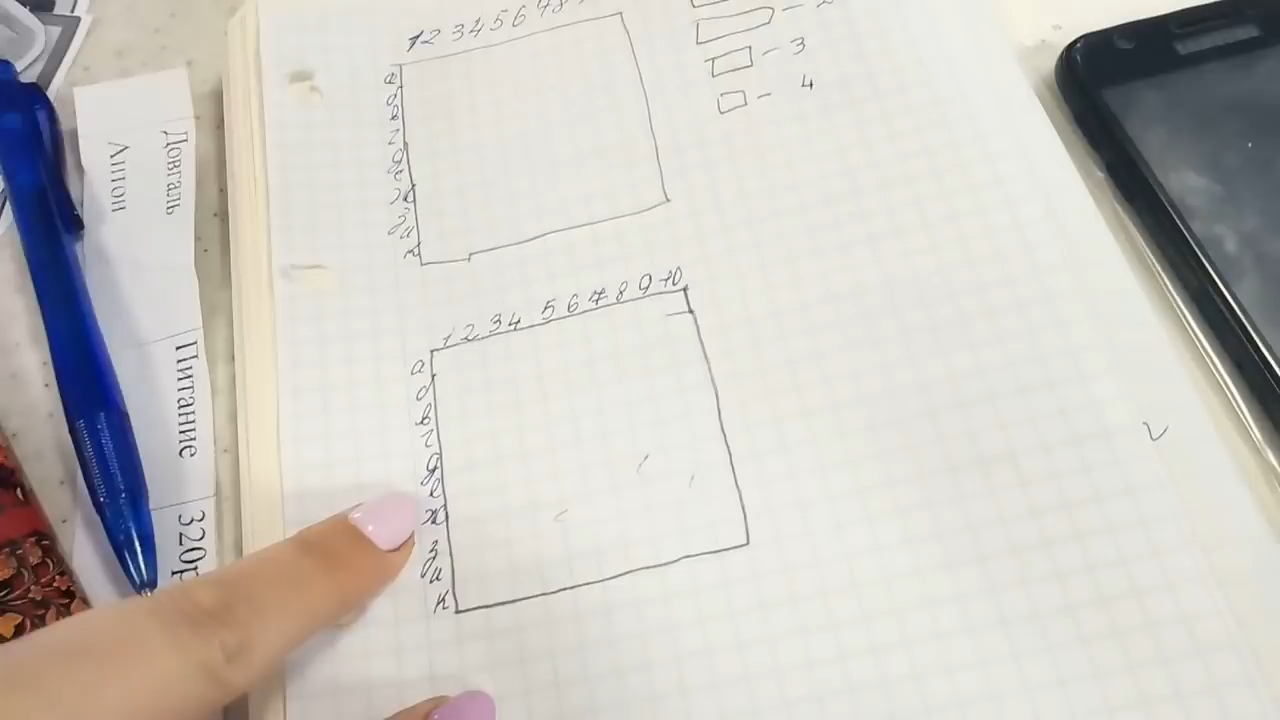 1 2 3 4 5 6 7 8
а
б
в
г
д
е
ж
з
и
к
- 2
- 3
- 4
1 2 3 4 5 6 7 8 9 10
а
б
в
г
д
е
ж
з
и
к
Довгаль
Антон
Питание
320р